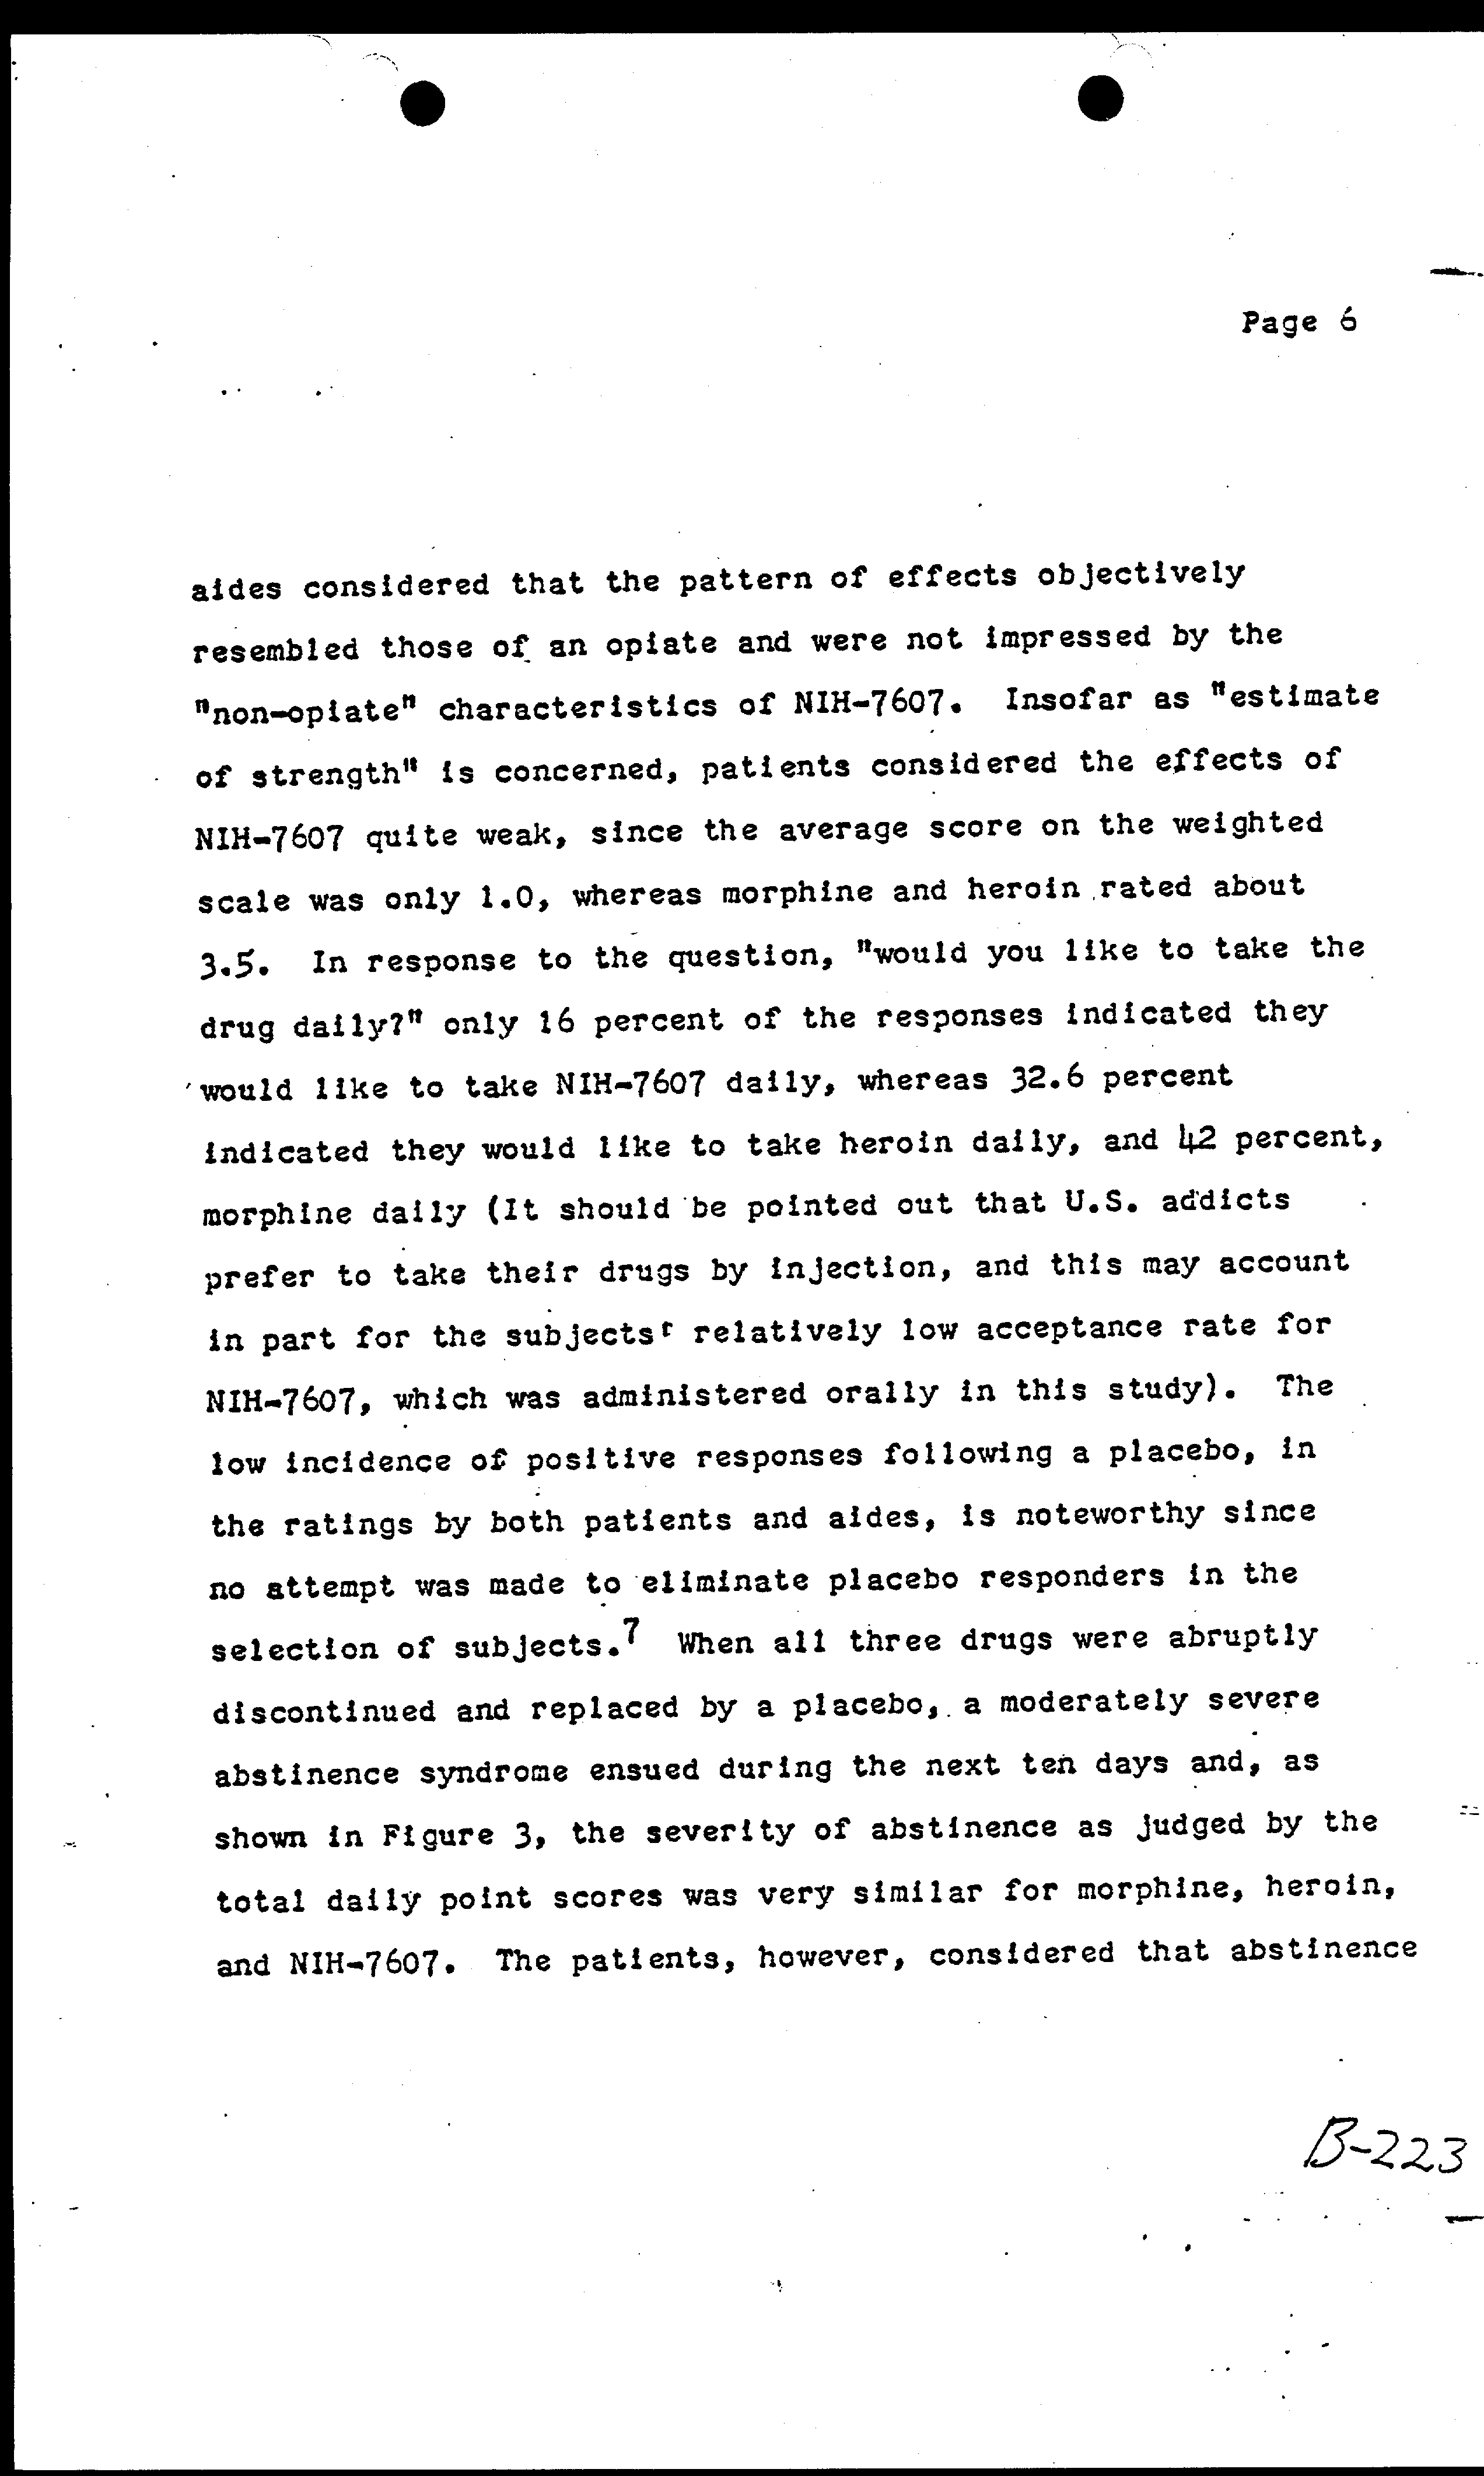 Page 6
aides considered that the pattern of effects objectively
resembled those of an opiate and were not impressed by the
"non-opiate" characteristics of NIH-7607. Insofar as "estimate
of strength" is concerned, patients considered the effects of
NIH-7607 quite weak, since the average score on the weighted
scale was only 1.0, whereas morphine and heroin rated about
3.5. In response to the question, "would you like to take the
drug daily?" only 16 percent of the responses indicated they
would like to take NIH-7607 daily, whereas 32.6 percent
indicated they would like to take heroin daily, and 42 percent,
morphine daily (It should be pointed out that U.S. addicts
prefer to take their drugs by injection, and this may account
in part for the subjects' relatively low acceptance rate for
NIH-7607, which was administered orally in this study). The
low incidence of positive responses following a placebo, in
the ratings by both patients and aides, is noteworthy since
no attempt was made to eliminate placebo responders in the
selection of subjects.7 When all three drugs were abruptly
discontinued and replaced by a placebo, a moderately severe
abstinence syndrome ensued during the next ten days and, as
shown in Figure 3, the severity of abstinence as judged by the
total daily point scores was very similar for morphine, heroin,
and NIH-7607. The patients, however, considered that abstinence
B-223